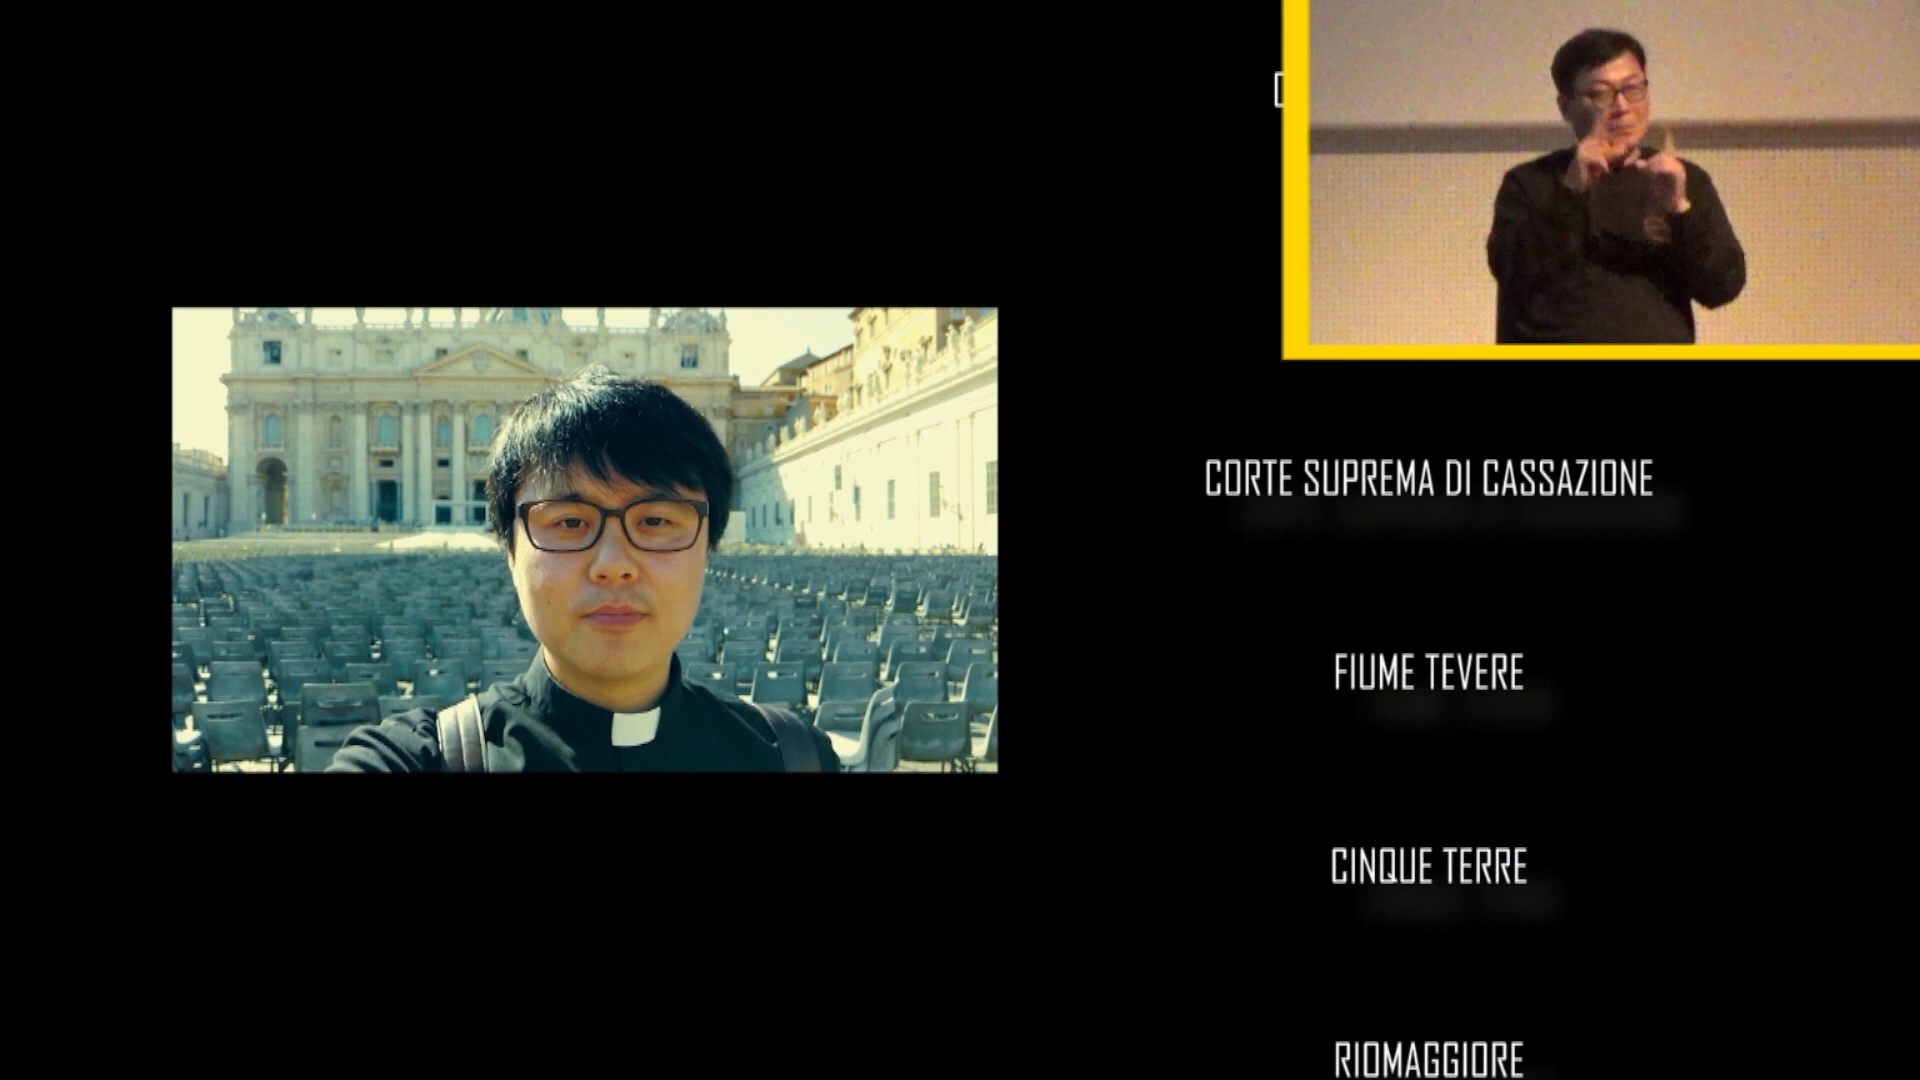 CORTE SUPREMA DI CASSAZIONE
FIUME TEVERE
CINQUE TERRE
RIOMAGGIORE